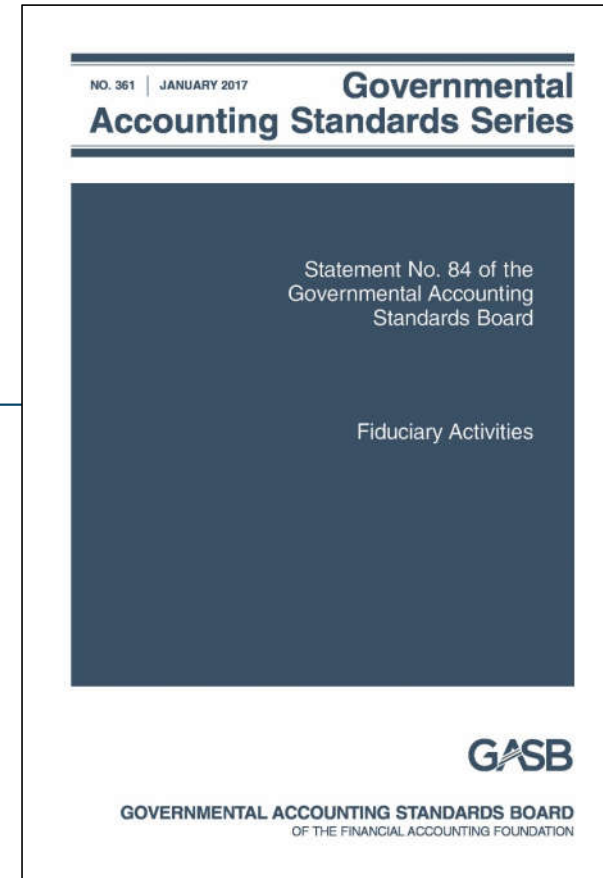 NO. 361 | JANUARY 2017
Governmental
Accounting Standards Series
Statement No. 84 of the
Governmental Accounting
Standards Board
Fiduciary Activities
GASB
GOVERNMENTAL ACCOUNTING STANDARDS BOARD
OF THE FINANCIAL ACCOUNTING FOUNDATION